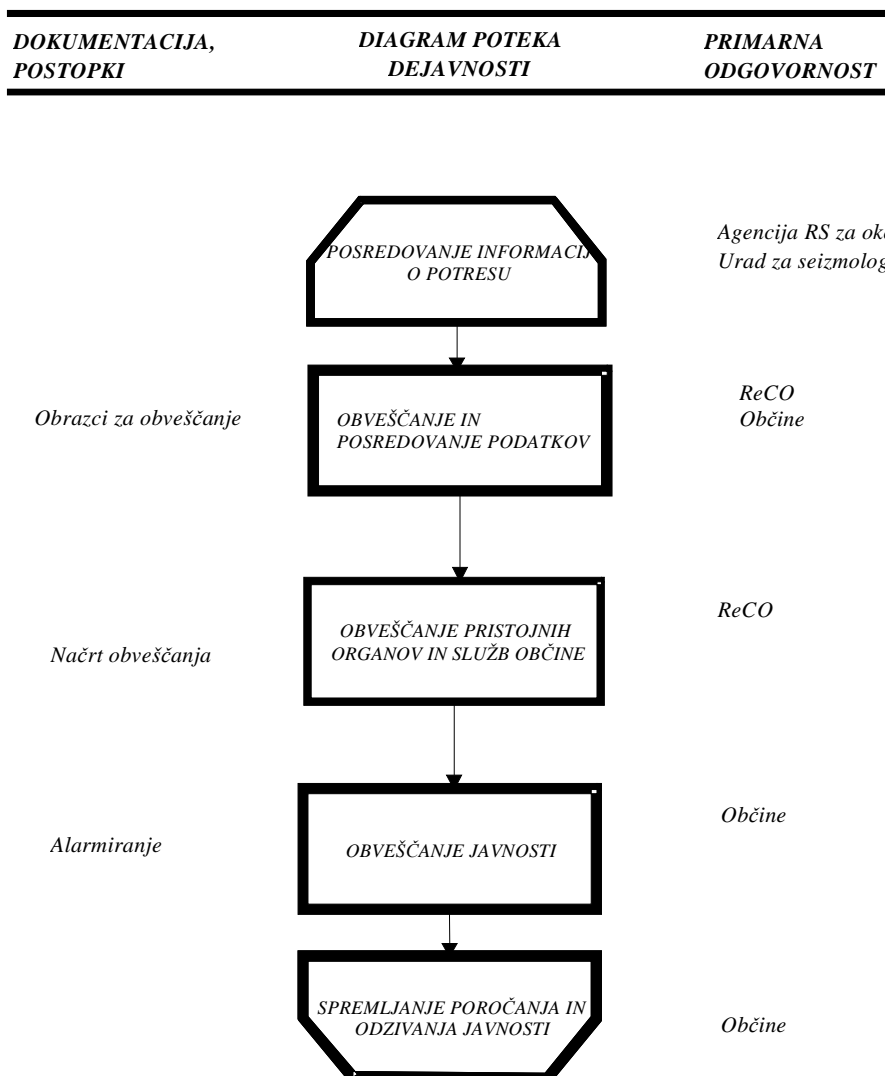 DOKUMENTACIJA,
POSTOPKI
DIAGRAM POTEKA
DEJAVNOSTI
PRIMARNA
ODGOVORNOST
POSREDOVANJE INFORMACIJ
O POTRESU
Agencija RS za
Urad za
Obrazci za obveščanje
OBVEŠČANJE IN
POSREDOVANJE PODATKOV
ReCO
Občine
Načrt obveščanja
OBVEŠČANJE PRISTOJNIH
ORGANOV IN SLUŽB OBČINE
ReCO
Alarmiranje
OBVEŠČANJE JAVNOSTI
Občine
SPREMLJANJE POROČANJA IN
ODZIVANJA JAVNOSTI
Občine